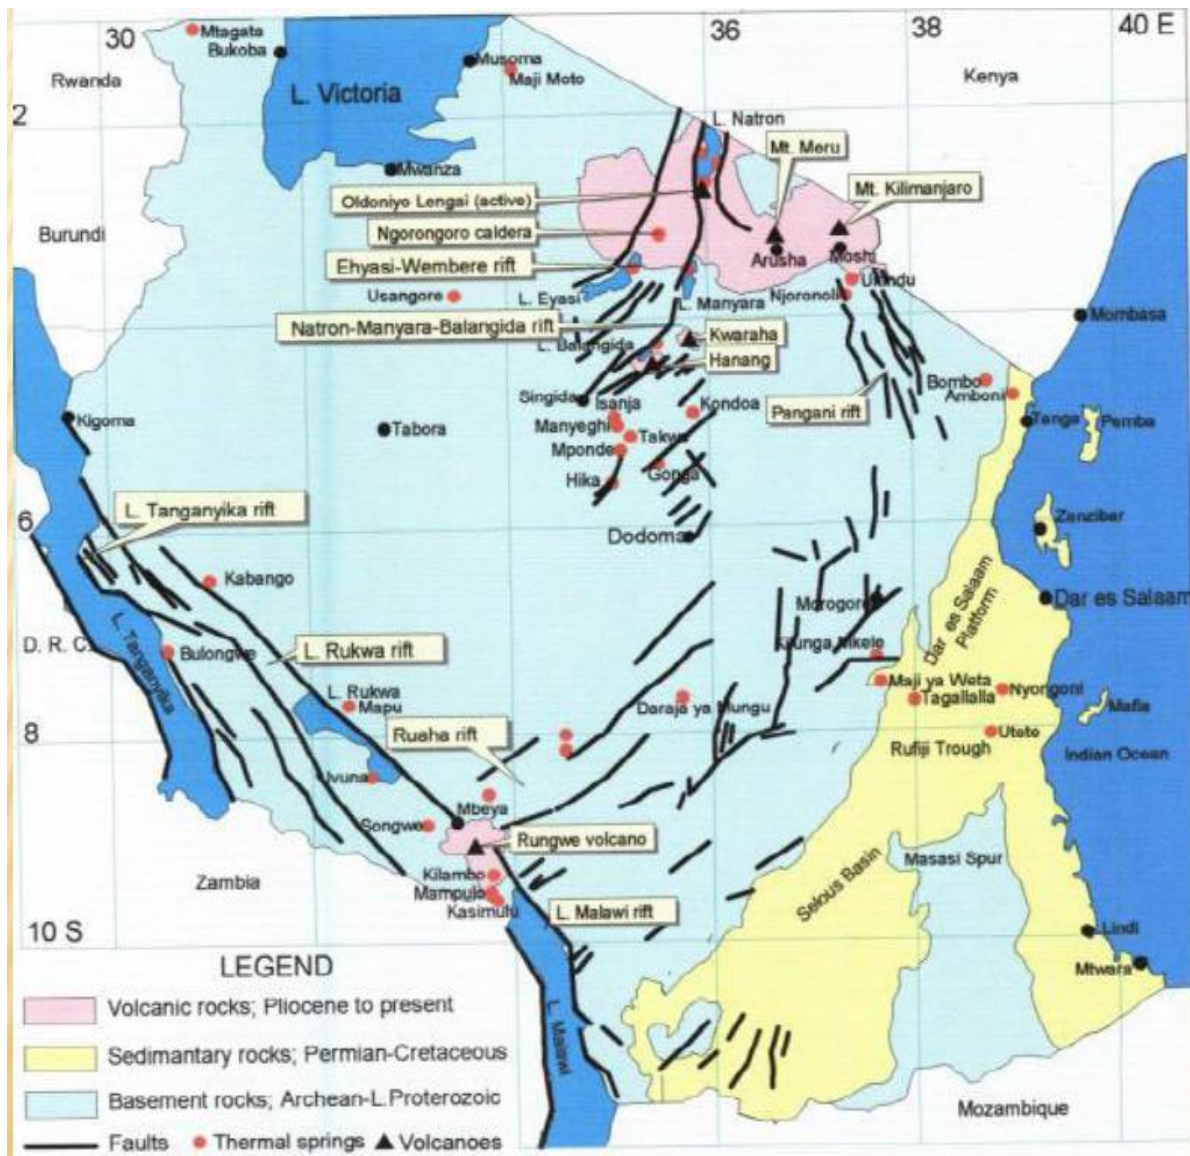 30
36
38
40 E
Mtagata
Bukoba
Musoma
Maji Moto
Rwanda
Kenya
L. Victoria
2
L. Natron
Mt. Meru
Mwanza
Mt. Kilimanjaro
Oldoniyo Lengai (active)
Burundi
Ngorongoro caldera
Arusha
Moshi
Ehyasi-Wembere rift
Usangore
L. Eyasi
L. Manyara
Njoronolii
Mombasa
Natron-Manyara-Balangida rift
Kwaraha
L. Balangida
Hanang
Bombo
Amboni
Singida
Isanja
Kondoa
Pangani rift
Kigoma
Tabora
Manyeghi
Takwa
Tanga
Pemba
Mponde
Hika
Gonga
L. Tanganyika rift
6
Zanzibar
Dodoma
Kabango
Dar es Salaam
Platform
Dar es Salaam
Morogoro
D. R. C.
L. Tanganyika
Bulongwe
L. Rukwa rift
Maji ya Weta
Tagallalla
Nyongoni
L. Rukwa
Mapu
Daraja ya Mungu
Mafia
8
Ruaha rift
Utete
Rufiji Trough
Indian Ocean
Ivuna
Mbeya
Songwe
Rungwe volcano
Masasi Spur
Zambia
Kilambo
Mampulo
Kasimulu
Selous Basin
L. Malawi rift
10 S
Lindi
Mtwara
L. Malawi
Mozambique
LEGEND
Volcanic rocks; Pliocene to present
Sedimantary rocks; Permian-Cretaceous
Basement rocks; Archean-L.Proterozoic
Faults
Thermal springs
Volcanoes